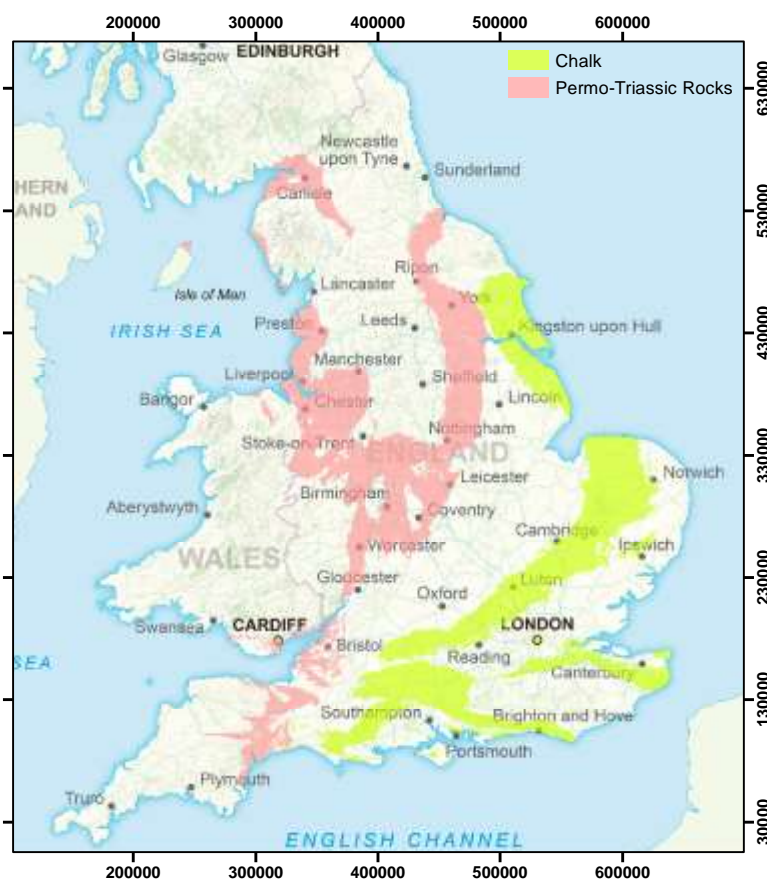 200000 300000 400000 500000 600000
Glasgow
EDINBURGH
Chalk
Permo-Triassic Rocks
630000
Newcastle
upon Tyne
Sunderland
HERN
AND
Carlisle
530000
Ripon
Isle of Man
Lancaster
York
IRISH SEA
Preston
Leeds
Kingston upon Hull
430000
Manchester
Liverpool
Sheffield
Bangor
Chester
Lincoln
Nottingham
Stoke-on-Trent
ENGLAND
330000
Leicester
Norwich
Birmingham
Aberystwyth
Coventry
Cambridge
Ipswich
WALES
Worcester
Gloucester
Luton
230000
Oxford
Swansea
CARDIFF
LONDON
Bristol
SEA
Reading
Canterbury
130000
Southampton
Brighton and Hove
Portsmouth
Plymouth
Truro
30000
ENGLISH CHANNEL
200000 300000 400000 500000 600000